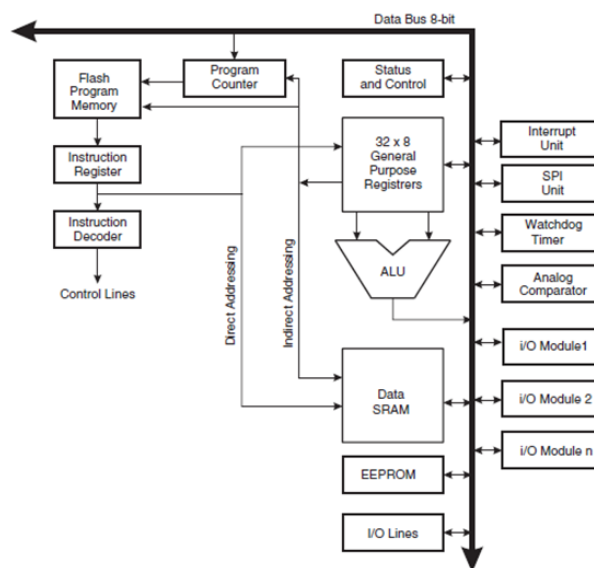 Data Bus 8-bit
Flash
Program
Memory
Program
Counter
Status
and Control
Instruction
Register
32 x 8
General
Purpose
Registrers
Interrupt
Unit
SPI
Unit
Instruction
Decoder
Watchdog
Timer
ALU
Analog
Comparator
Control Lines
Direct Addressing
Indirect Addressing
i/O Module1
Data
SRAM
i/O Module 2
i/O Module n
EEPROM
I/O Lines